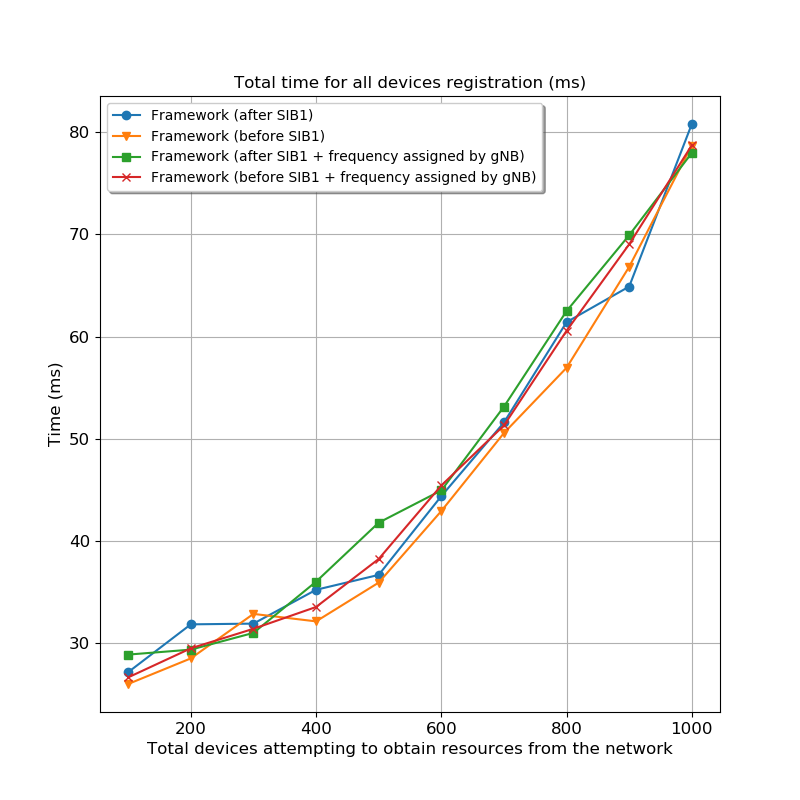 Total time for all devices registration (ms)
Framework (after SIB1)
Framework (before SIB1)
Framework (after SIB1 + frequency assigned by gNB)
Framework (before SIB1 + frequency assigned by gNB)
80
70
60
50
40
30
Time (ms)
200 400 600 800 1000
Total devices attempting to obtain resources from the network